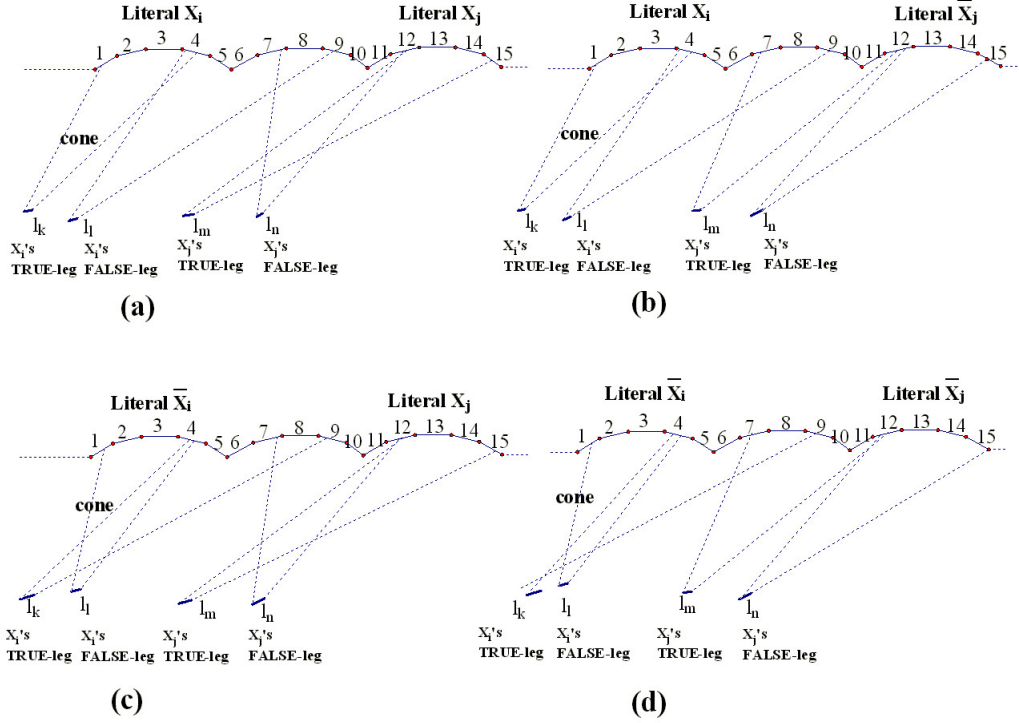 Literal Xi Literal Xj
1 2 3 4 5 6 7 8 9 10 11 12 13 14 15
cone
lk ll lm ln
Xi's Xi's Xj's Xj's
TRUE-leg FALSE-leg TRUE-leg FALSE-leg
(a)
Literal Xi Literal X̅j
1 2 3 4 5 6 7 8 9 10 11 12 13 14 15
cone
lk ll lm ln
Xi's Xi's Xj's Xj's
TRUE-leg FALSE-leg TRUE-leg FALSE-leg
(b)
Literal X̅i Literal Xj
1 2 3 4 5 6 7 8 9 10 11 12 13 14 15
cone
lk ll lm ln
Xi's Xi's Xj's Xj's
TRUE-leg FALSE-leg TRUE-leg FALSE-leg
(c)
Literal X̅i Literal X̅j
1 2 3 4 5 6 7 8 9 10 11 12 13 14 15
cone
lk ll lm ln
Xi's Xi's Xj's Xj's
TRUE-leg FALSE-leg TRUE-leg FALSE-leg
(d)